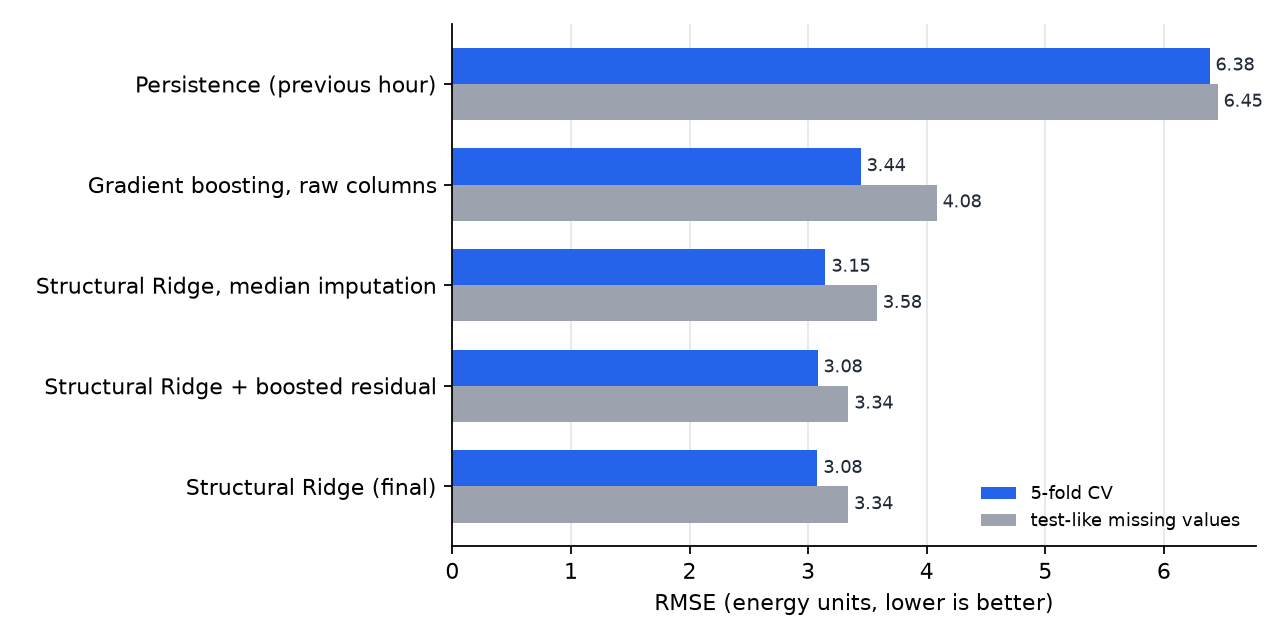 Persistence (previous hour)
6.38
6.45
Gradient boosting, raw columns
3.44
4.08
Structural Ridge, median imputation
3.15
3.58
Structural Ridge + boosted residual
3.08
3.34
Structural Ridge (final)
3.08
3.34
5-fold CV
test-like missing values
0 1 2 3 4 5 6
RMSE (energy units, lower is better)